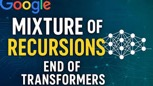 Google
MIXTURE OF
RECURSIONS
END OF
TRANSFORMERS